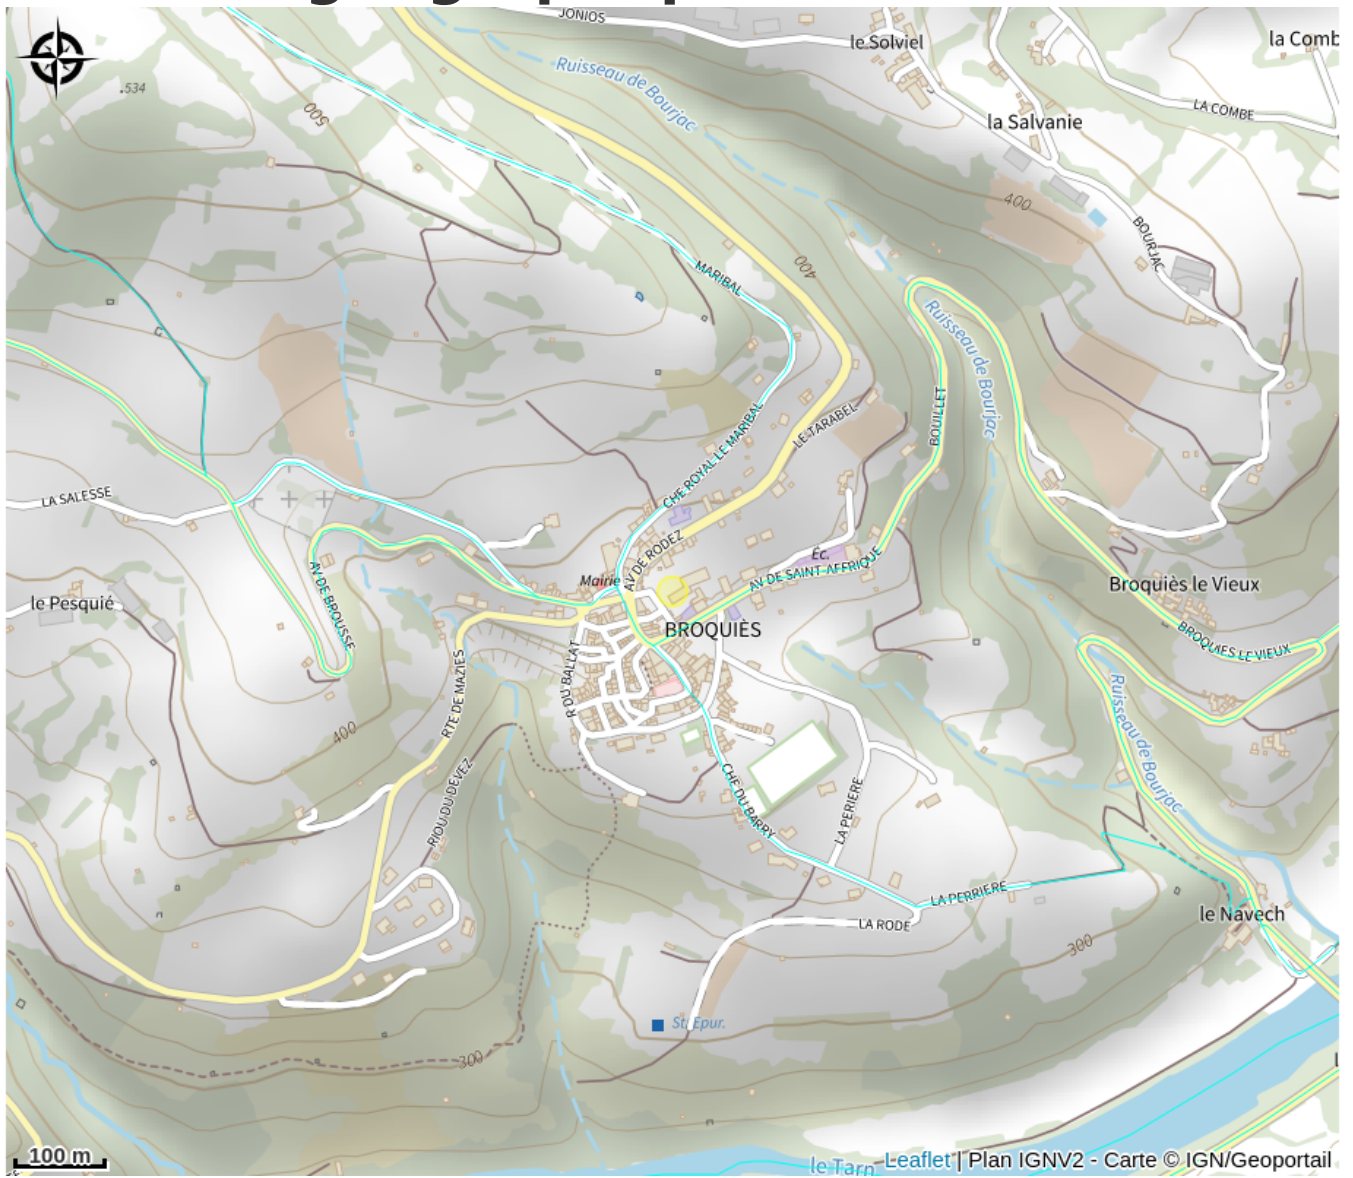 JONIOS
le Solviel
la Comb
Ruisseau de Bourjac
.534
500
LA COMBE
la Salvanie
400
BOURJAC
MARIBAL
400
Ruisseau de Bourjac
BOUILLET
LE TARABEL
CHE ROYAL LE MARIBAL
LA SALESSE
AV DE RODEZ
Éc.
AV DE SAINT-AFFRIQUE
Mairie
AV DE BROUSSE
le Pesquié
Broquiès le Vieux
BROQUIÈS
BROQUIES LE VIEUX
R DU BALLAT
RTE DE MAZIES
400
Ruisseau de Bourjac
RIOU DU DEVEZ
CHE DU BARRY
LA PERIERE
LA PERRIERE
le Navech
LA RODE
300
St. Epur.
300
100 m
le Tarn
Leaflet | Plan IGNV2 - Carte © IGN/Geoportail